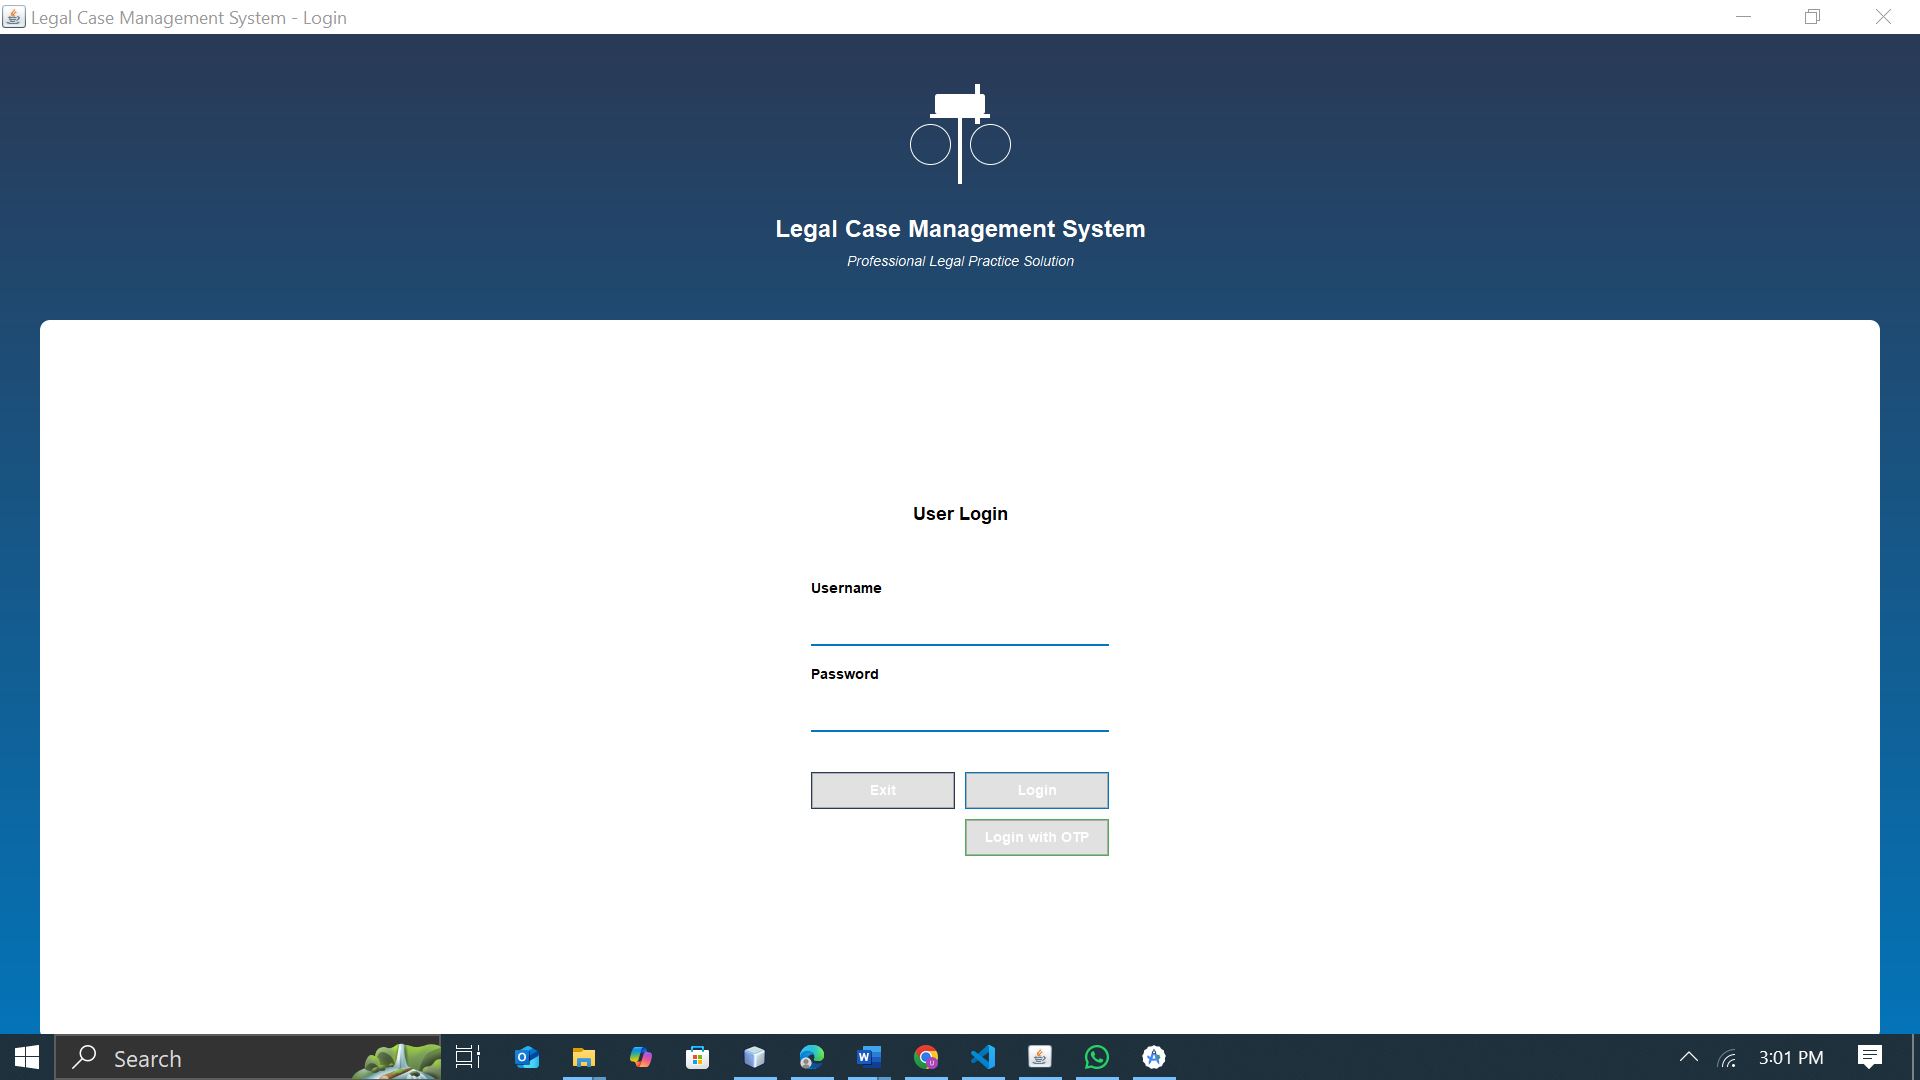 Legal Case Management System - Login
Legal Case Management System
Professional Legal Practice Solution
User Login
Username
Password
Exit Login
Login with OTP
Search
3:01 PM